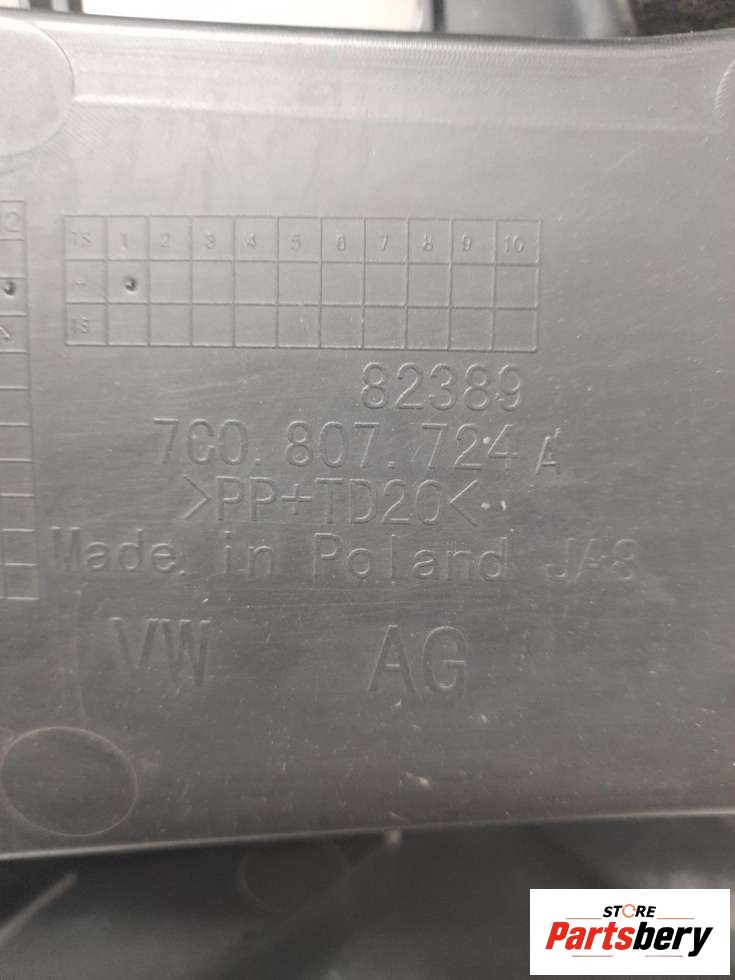 12
TS 1 2 3 4 5 6 7 8 9 10
-
TS
82389
7C0.807.724 A
>PP+TD20<
Made in Poland JA8
VW AG
STORE
Partsbery